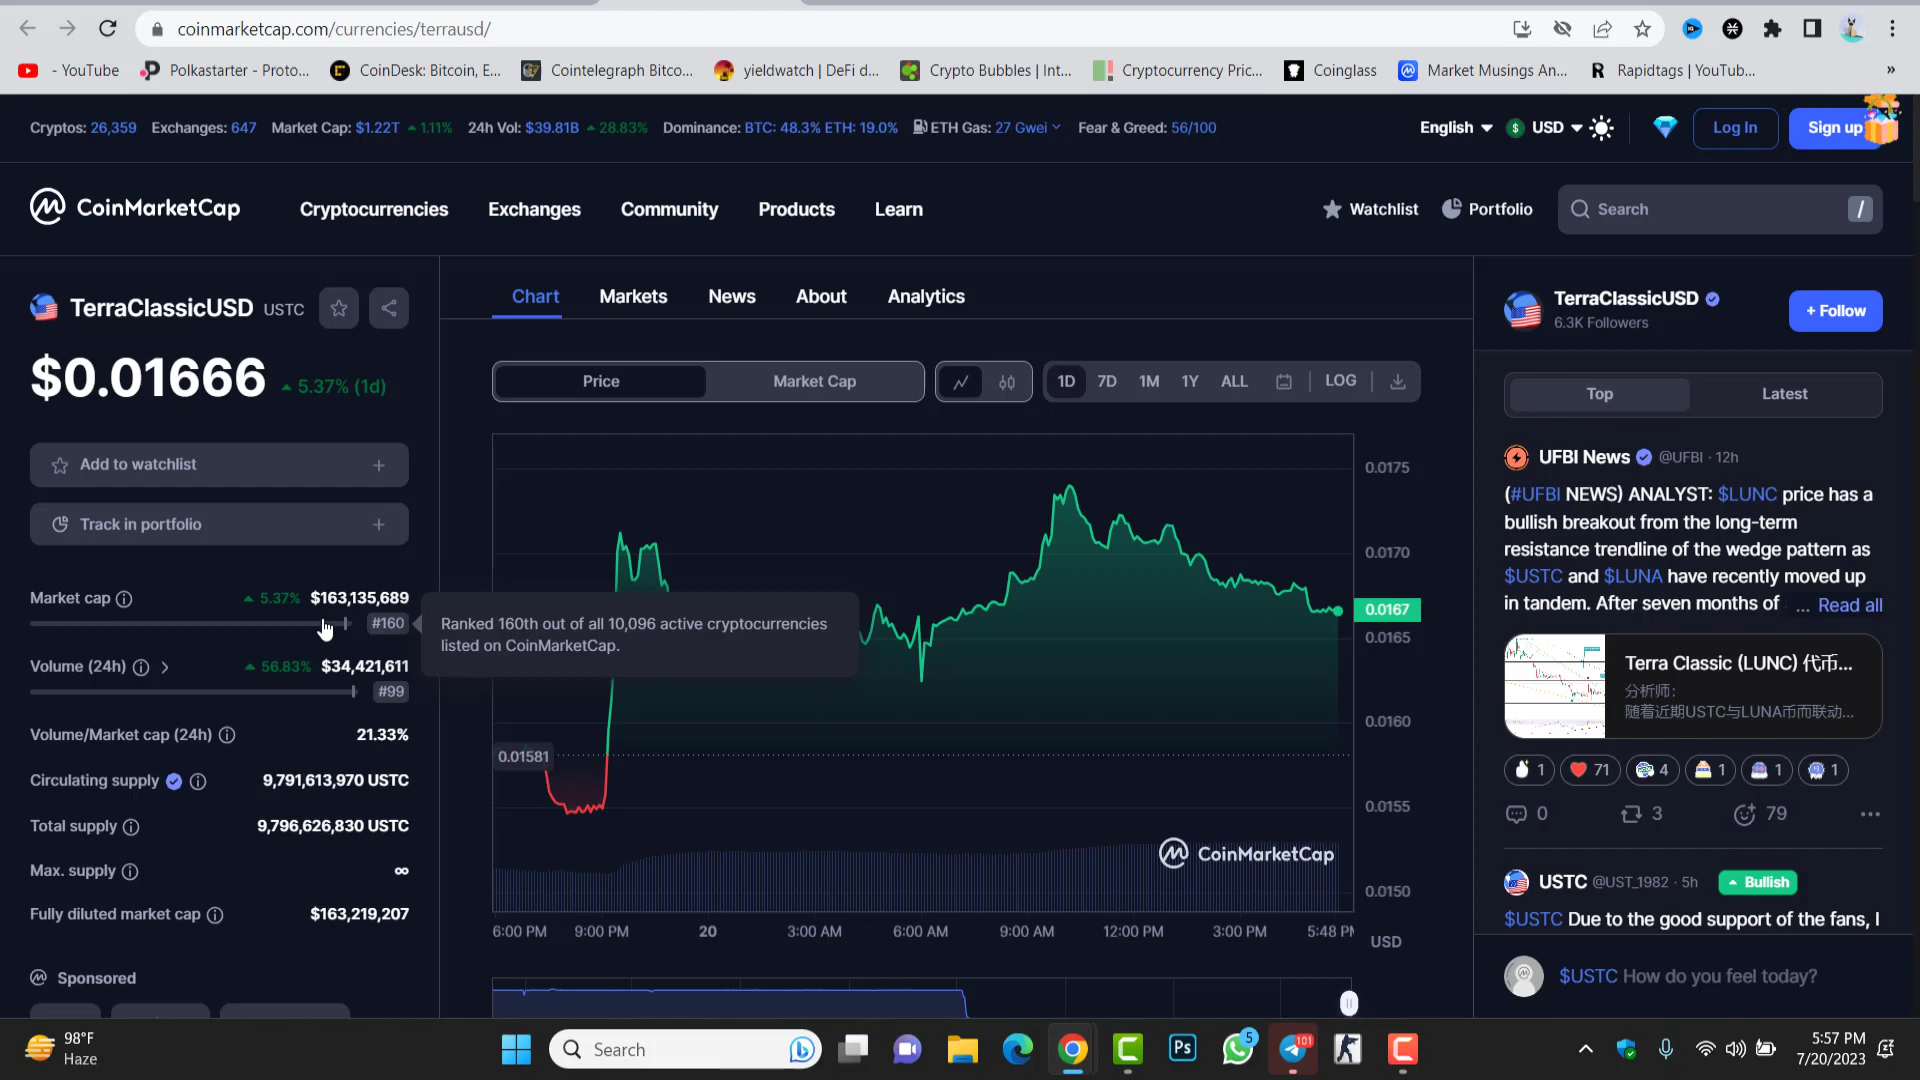 coinmarketcap.com/currencies/terrausd/
- YouTube
Polkastarter - Proto...
CoinDesk: Bitcoin, E...
Cointelegraph Bitco...
yieldwatch | DeFi d...
Crypto Bubbles | Int...
Cryptocurrency Pric...
Coinglass
Market Musings An...
Rapidtags | YouTub...
»
Cryptos: 26,359 Exchanges: 647 Market Cap: $1.22T 1.11% 24h Vol: $39.81B 28.83% Dominance: BTC: 48.3% ETH: 19.0% ETH Gas: 27 Gwei Fear & Greed: 56/100
English USD Log In Sign up
CoinMarketCap
Cryptocurrencies Exchanges Community Products Learn
Watchlist Portfolio Search /
TerraClassicUSD USTC
$0.01666 5.37% (1d)
Add to watchlist +
Track in portfolio +
Market cap 5.37% $163,135,689
#160
Volume (24h) 56.83% $34,421,611
#99
Volume/Market cap (24h) 21.33%
Circulating supply 9,791,613,970 USTC
Total supply 9,796,626,830 USTC
Max. supply ∞
Fully diluted market cap $163,219,207
Sponsored
Chart Markets News About Analytics
Price Market Cap 1D 7D 1M 1Y ALL LOG
Ranked 160th out of all 10,096 active cryptocurrencies
listed on CoinMarketCap.
0.0175
0.0170
0.0167
0.0165
0.0160
0.01581
0.0155
0.0150
CoinMarketCap
6:00 PM 9:00 PM 20 3:00 AM 6:00 AM 9:00 AM 12:00 PM 3:00 PM 5:48 PM
USD
TerraClassicUSD
6.3K Followers
+ Follow
Top Latest
UFBI News @UFBI · 12h
(#UFBI NEWS) ANALYST: $LUNC price has a
bullish breakout from the long-term
resistance trendline of the wedge pattern as
$USTC and $LUNA have recently moved up
in tandem. After seven months of ... Read all
Terra Classic (LUNC) 代币...
分析师：
随着近期USTC与LUNA币而联动...
1 71 4 1 1 1
0 3 79
USTC @UST_1982 · 5h Bullish
$USTC Due to the good support of the fans, I
$USTC How do you feel today?
98°F
Haze
Search
Ps
5
101
5:57 PM
7/20/2023